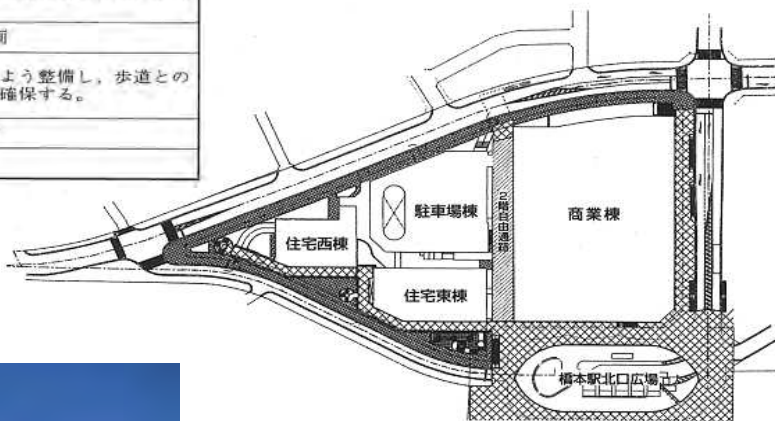 よう整備し，歩道との
確保する。
駐車場棟
2階自由通路
商業棟
住宅西棟
住宅東棟
橋本駅北口広場